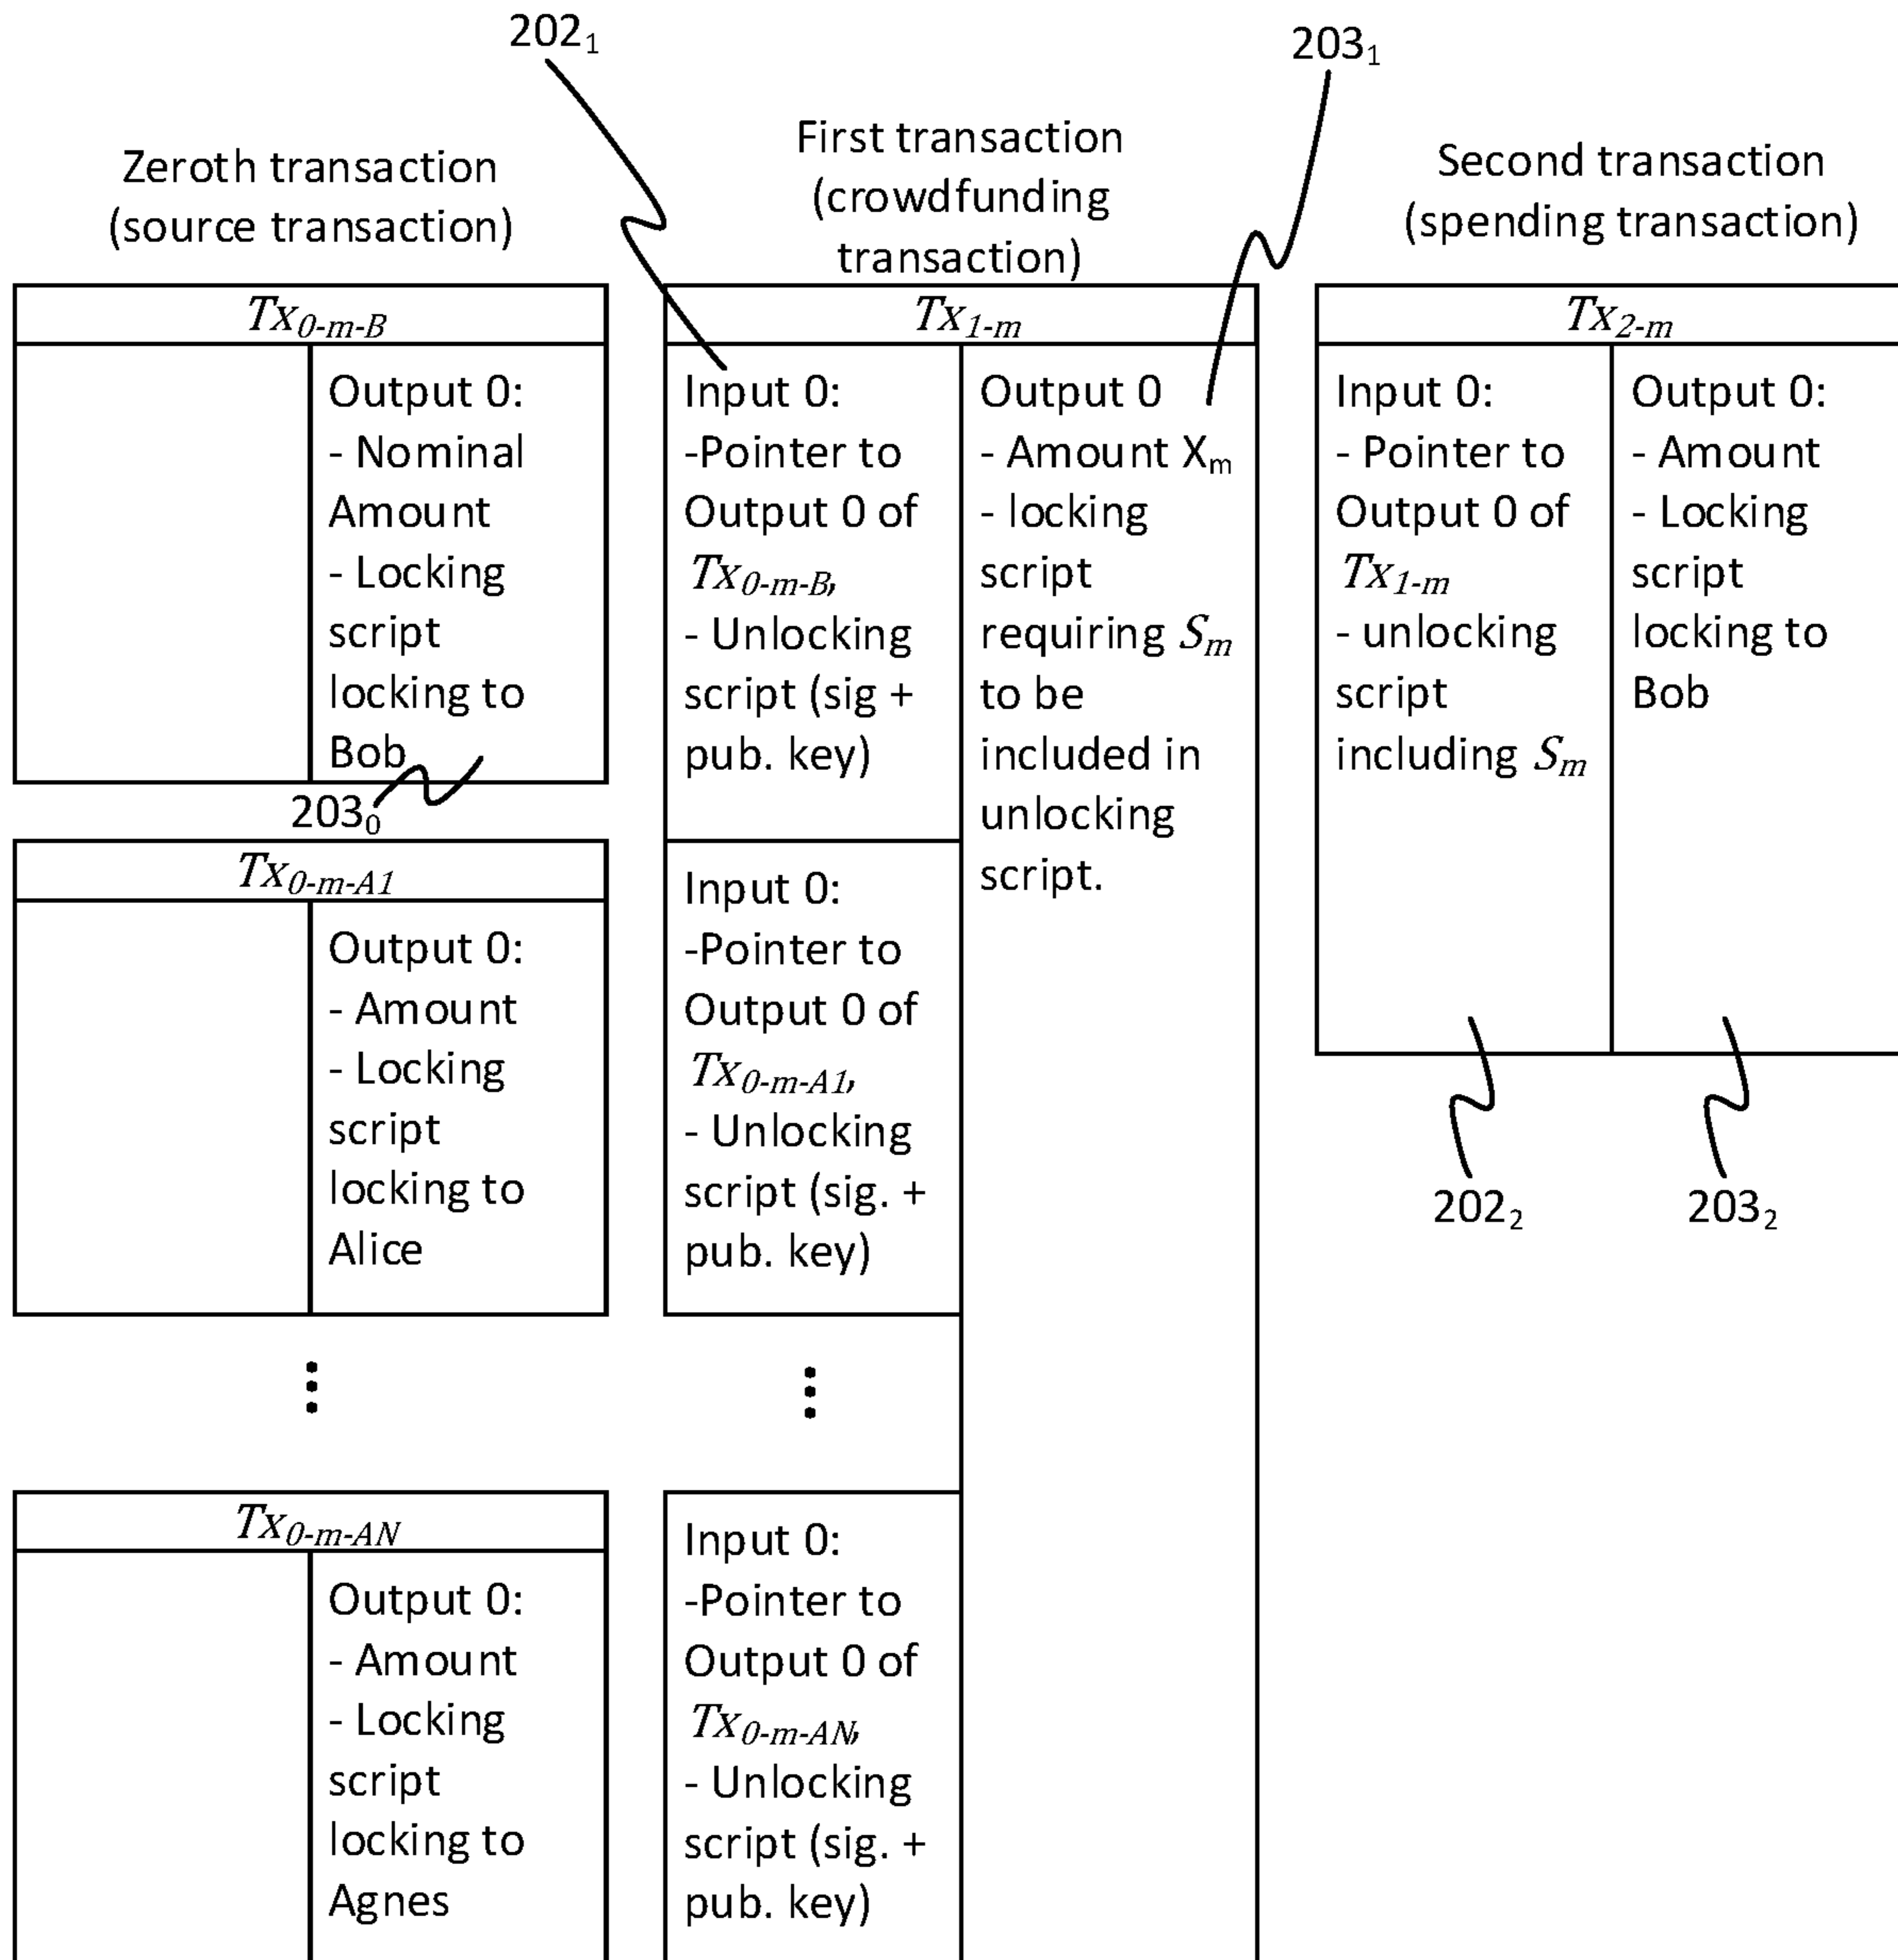 202₁
203₁
Zeroth transaction
(source transaction)
First transaction
(crowdfunding
transaction)
Second transaction
(spending transaction)
Tx₀₋ₘ₋B
Output 0:
- Nominal
Amount
- Locking
script
locking to
Bob
203₀
Tx₀₋ₘ₋A1
Output 0:
- Amount
- Locking
script
locking to
Alice
Tx₀₋ₘ₋AN
Output 0:
- Amount
- Locking
script
locking to
Agnes
Tx₁₋ₘ
Input 0:
-Pointer to
Output 0 of
Tx₀₋ₘ₋B,
- Unlocking
script (sig +
pub. key)
Input 0:
-Pointer to
Output 0 of
Tx₀₋ₘ₋A1,
- Unlocking
script (sig. +
pub. key)
Input 0:
-Pointer to
Output 0 of
Tx₀₋ₘ₋AN,
- Unlocking
script (sig. +
pub. key)
Output 0
- Amount Xₘ
- locking
script
requiring Sₘ
to be
included in
unlocking
script.
Tx₂₋ₘ
Input 0:
- Pointer to
Output 0 of
Tx₁₋ₘ
- unlocking
script
including Sₘ
Output 0:
- Amount
- Locking
script
locking to
Bob
202₂
203₂